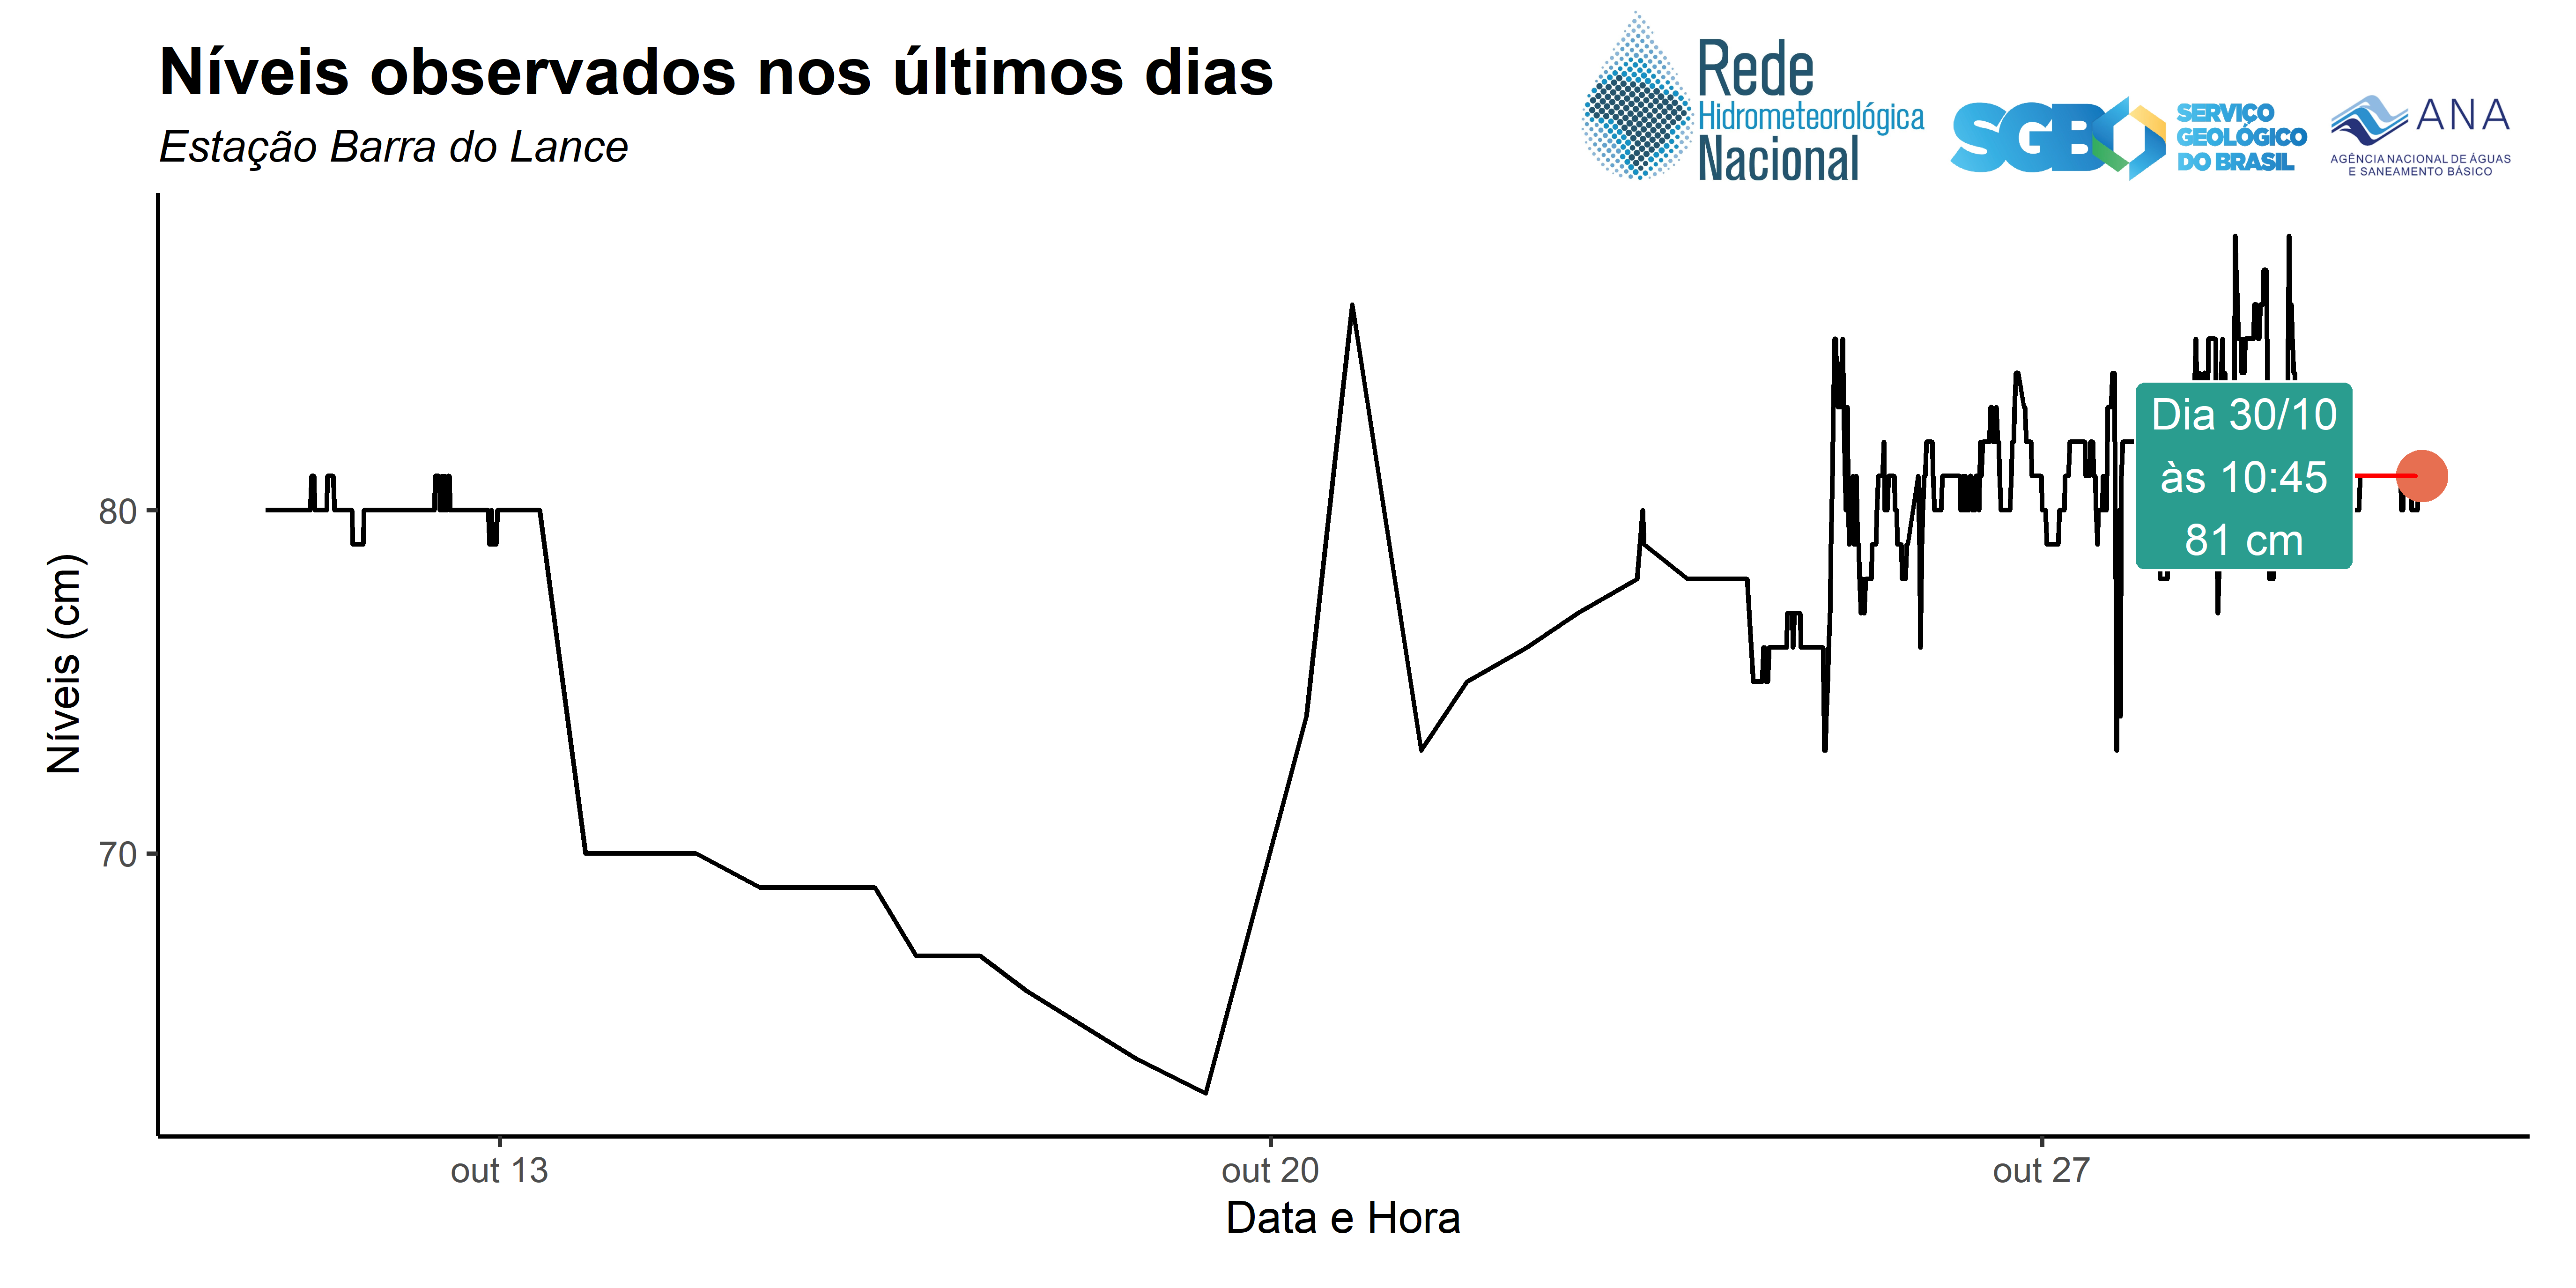 Níveis observados nos últimos dias
Estação Barra do Lance
Rede
Hidrometeorológica
Nacional
SGB
SERVIÇO
GEOLÓGICO
DO BRASIL
ANA
AGÊNCIA NACIONAL DE ÁGUAS
E SANEAMENTO BÁSICO
Níveis (cm)
80
70
Dia 30/10
às 10:45
81 cm
out 13
out 20
out 27
Data e Hora